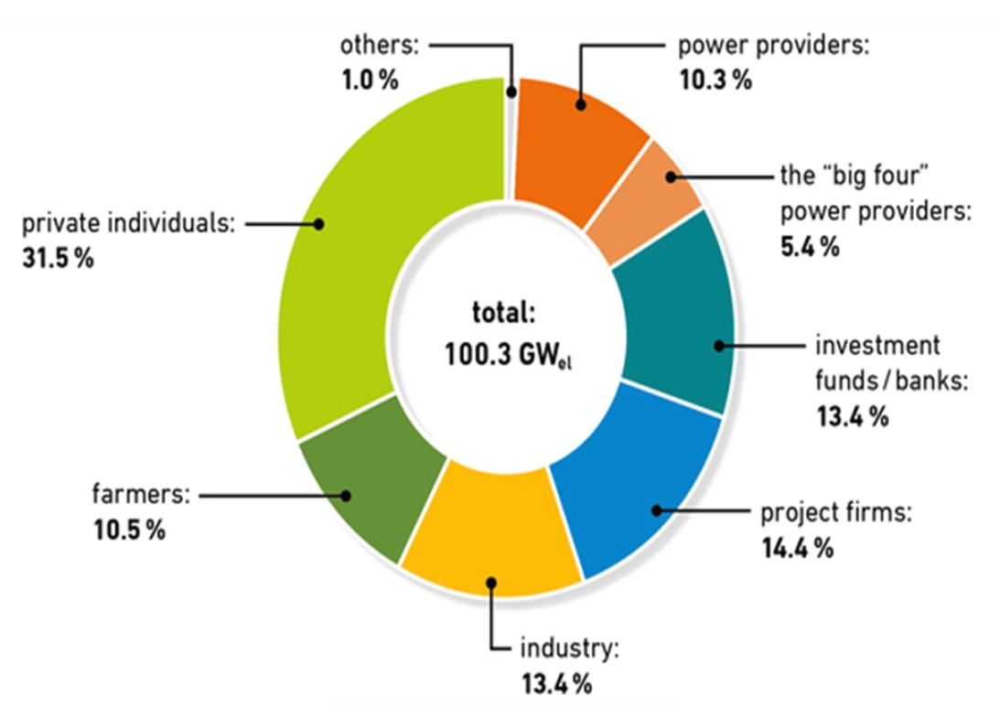 others:
1.0 %
power providers:
10.3 %
the “big four”
power providers:
5.4 %
private individuals:
31.5 %
total:
100.3 GWel
investment
funds / banks:
13.4 %
farmers:
10.5 %
project firms:
14.4 %
industry:
13.4 %